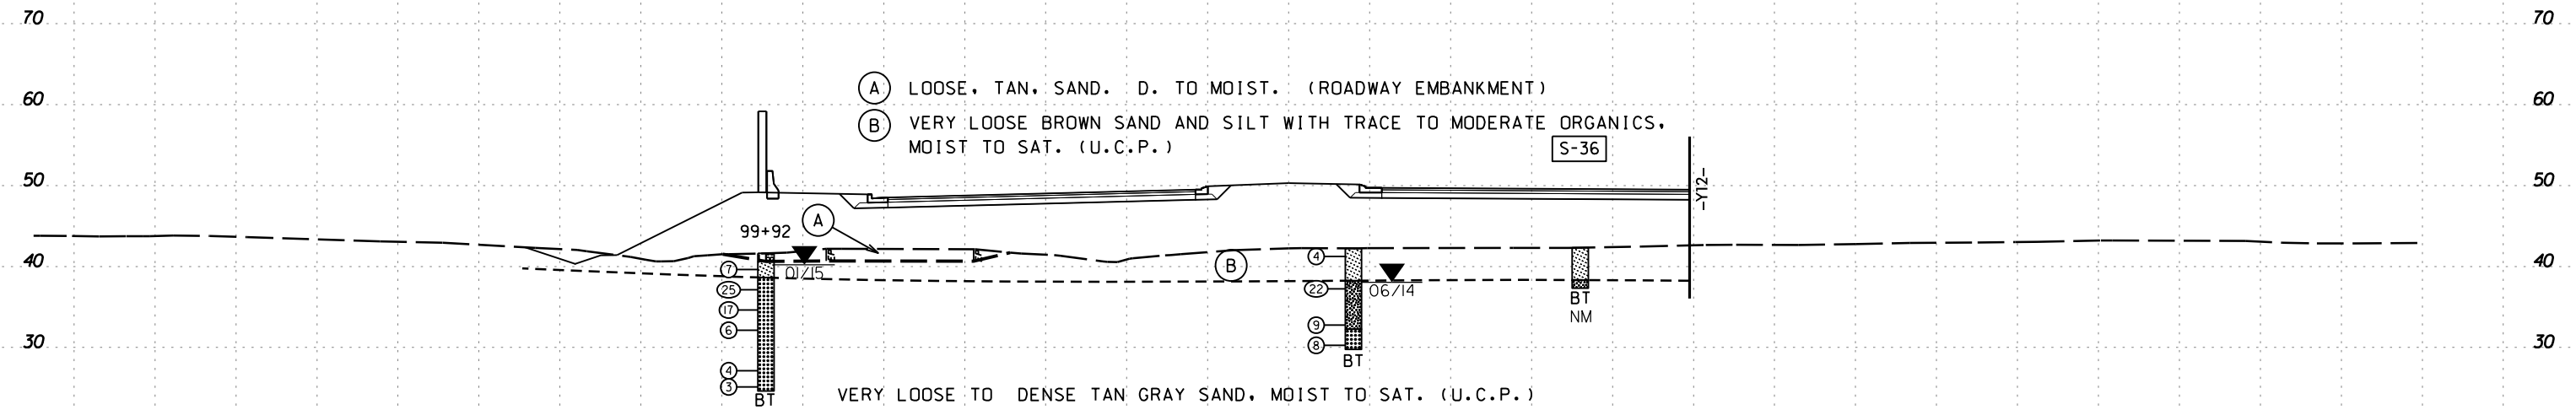 70 70
A LOOSE, TAN, SAND. D. TO MOIST. (ROADWAY EMBANKMENT)
60 60
B VERY LOOSE BROWN SAND AND SILT WITH TRACE TO MODERATE ORGANICS,
MOIST TO SAT. (U.C.P.)
S-36
50 50
-Y12-
A
99+92
40 40
B
7 01/15 4
25 22 06/14
17 BT
NM
6 9
30 30
8
BT
4
3
BT
VERY LOOSE TO DENSE TAN GRAY SAND, MOIST TO SAT. (U.C.P.)